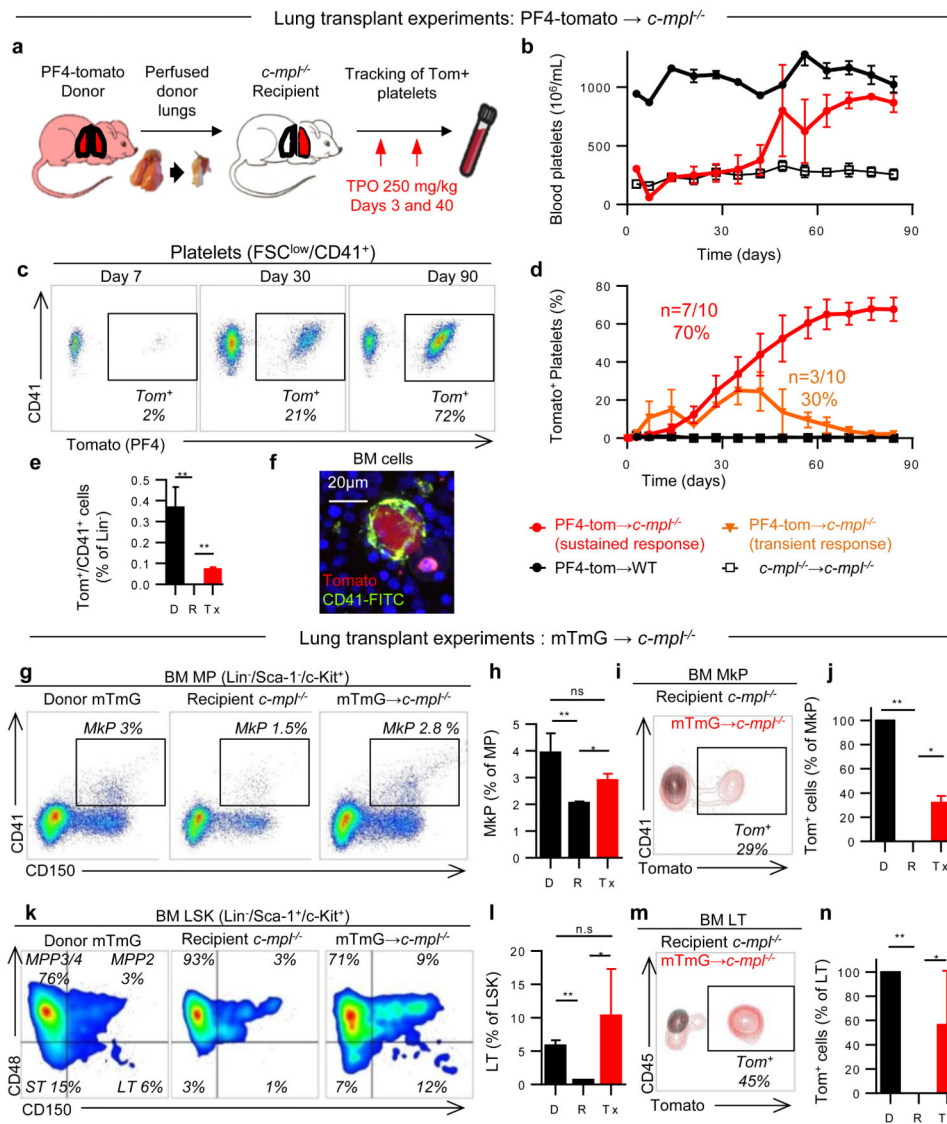 Lung transplant experiments: PF4-tomato → c-mpl-/-
a
PF4-tomato
Donor
Perfused
donor
lungs
c-mpl-/-
Recipient
Tracking of Tom+
platelets
TPO 250 mg/kg
Days 3 and 40
b
Blood platelets (10⁶/mL)
1000
500
0
0
30
60
90
Time (days)
c
Platelets (FSClow/CD41+)
Day 7
Day 30
Day 90
CD41
Tom+
2%
Tom+
21%
Tom+
72%
Tomato (PF4)
d
Tomato+ Platelets (%)
80
60
40
20
0
n=7/10
70%
n=3/10
30%
0
30
60
90
Time (days)
PF4-tom→c-mpl-/-
(sustained response)
PF4-tom→c-mpl-/-
(transient response)
PF4-tom→WT
c-mpl-/-→c-mpl-/-
e
Tom+/CD41+ cells
(% of Lin-)
0.5
0.4
0.3
0.2
0.1
0.0
**
**
D R Tx
f
BM cells
20µm
Tomato
CD41-FITC
Lung transplant experiments : mTmG → c-mpl-/-
g
BM MP (Lin-/Sca-1-/c-Kit+)
Donor mTmG
Recipient c-mpl-/-
mTmG→c-mpl-/-
MkP 3%
MkP 1.5%
MkP 2.8 %
CD41
CD150
h
MkP (% of MP)
5
4
3
2
1
0
ns
**
*
D R Tx
i
BM MkP
Recipient c-mpl-/-
mTmG→c-mpl-/-
CD41
Tom+
29%
Tomato
j
Tom+ cells (% of MkP)
100
80
60
40
20
0
**
*
D R Tx
k
BM LSK (Lin-/Sca-1+/c-Kit+)
Donor mTmG
Recipient c-mpl-/-
mTmG→c-mpl-/-
MPP3/4
76%
MPP2
3%
93%
3%
71%
9%
ST 15%
LT 6%
3%
1%
7%
12%
CD48
CD150
l
LT (% of LSK)
20
15
10
5
0
n.s
**
*
D R Tx
m
BM LT
Recipient c-mpl-/-
mTmG→c-mpl-/-
CD45
Tom+
45%
Tomato
n
Tom+ cells (% of LT)
100
80
60
40
20
0
**
*
D R T